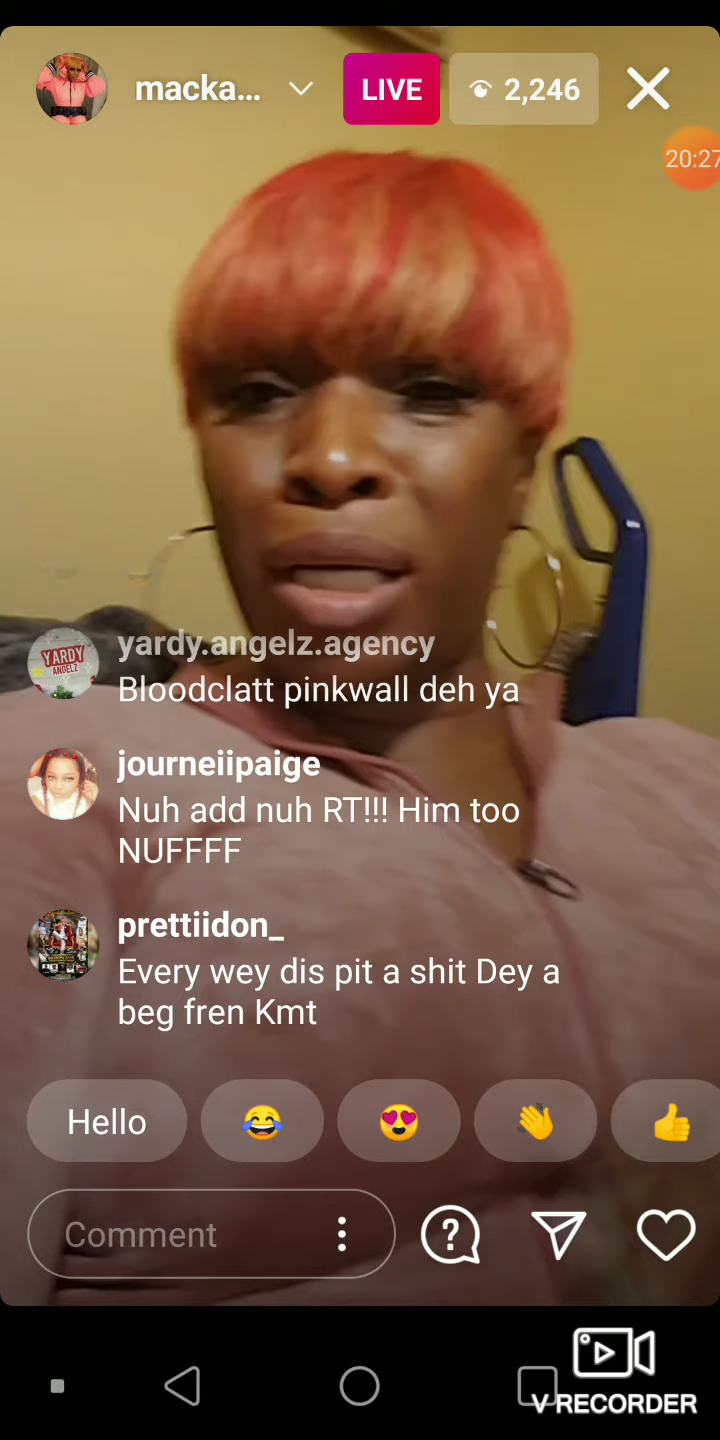 macka...
LIVE
2,246
20:27
yardy.angelz.agency
YARDY
ANGELZ
Bloodclatt pinkwall deh ya
journeiipaige
Nuh add nuh RT!!! Him too
NUFFFF
prettiidon_
Every wey dis pit a shit Dey a
beg fren Kmt
Hello
Comment
V RECORDER